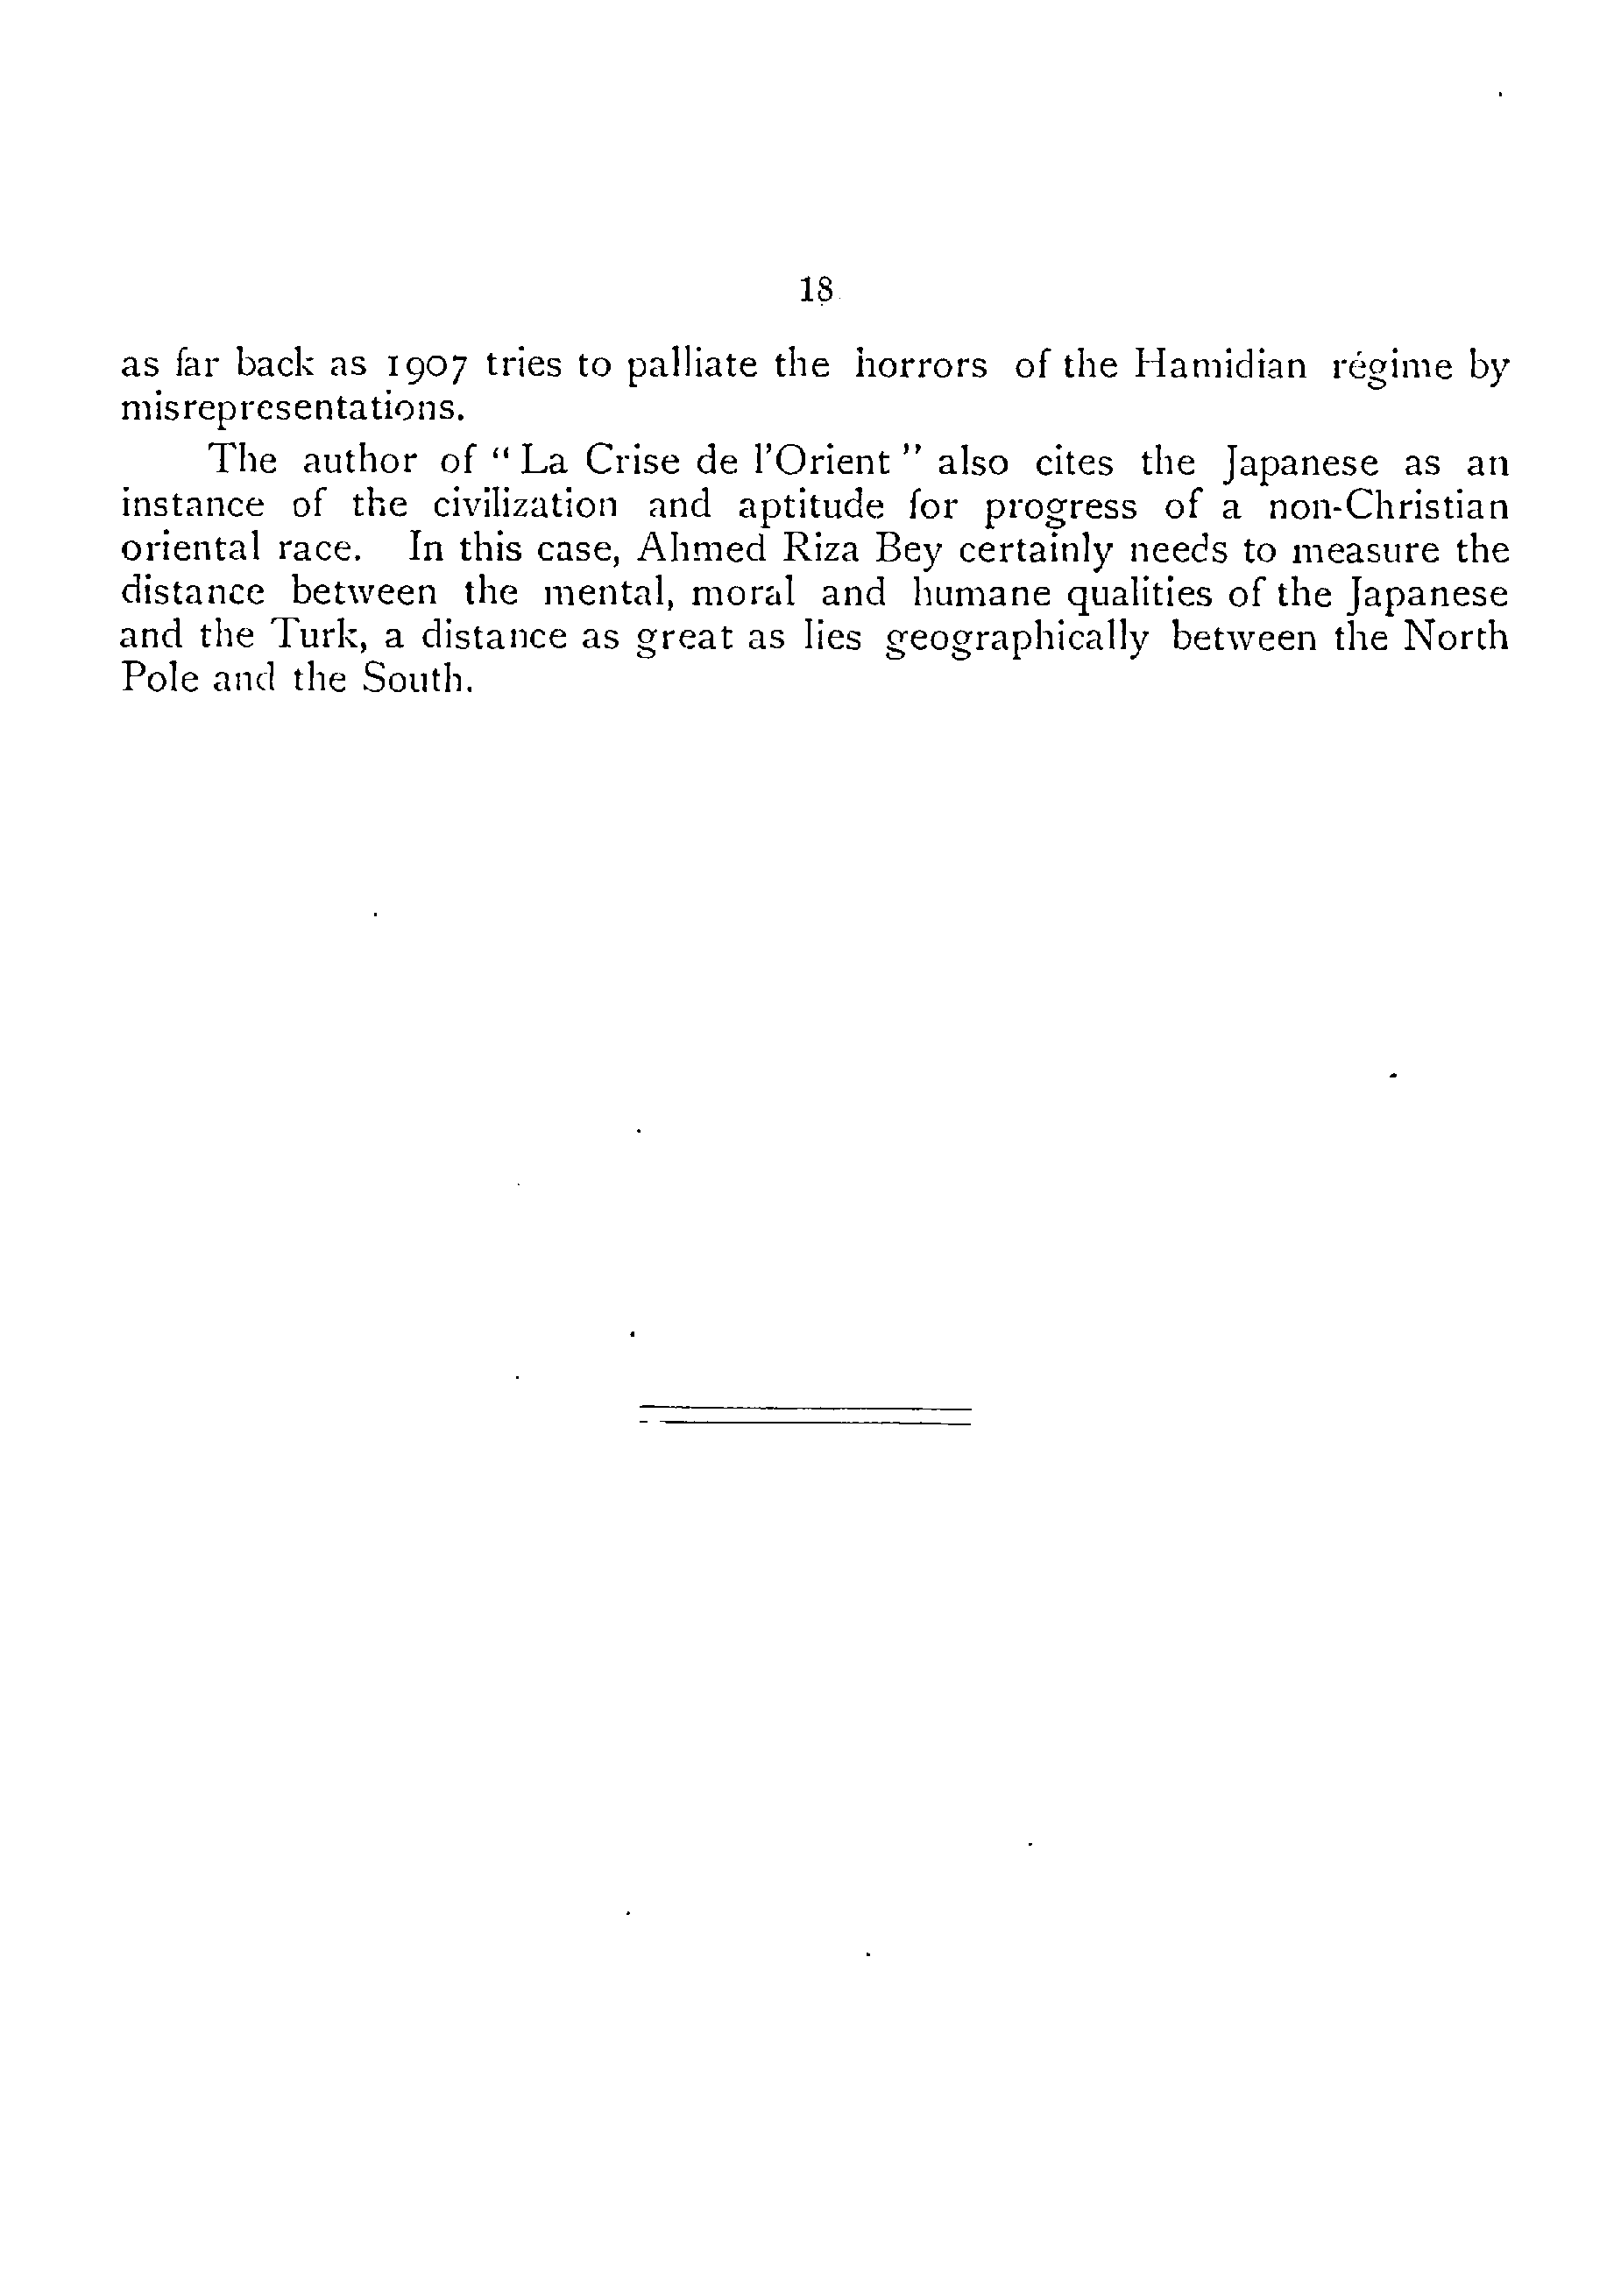 18
as far back as 1907 tries to palliate the horrors of the Hamidian régime by
misrepresentations.
The author of “ La Crise de l’Orient ” also cites the Japanese as an
instance of the civilization and aptitude for progress of a non-Christian
oriental race. In this case, Ahmed Riza Bey certainly needs to measure the
distance between the mental, moral and humane qualities of the Japanese
and the Turk, a distance as great as lies geographically between the North
Pole and the South.